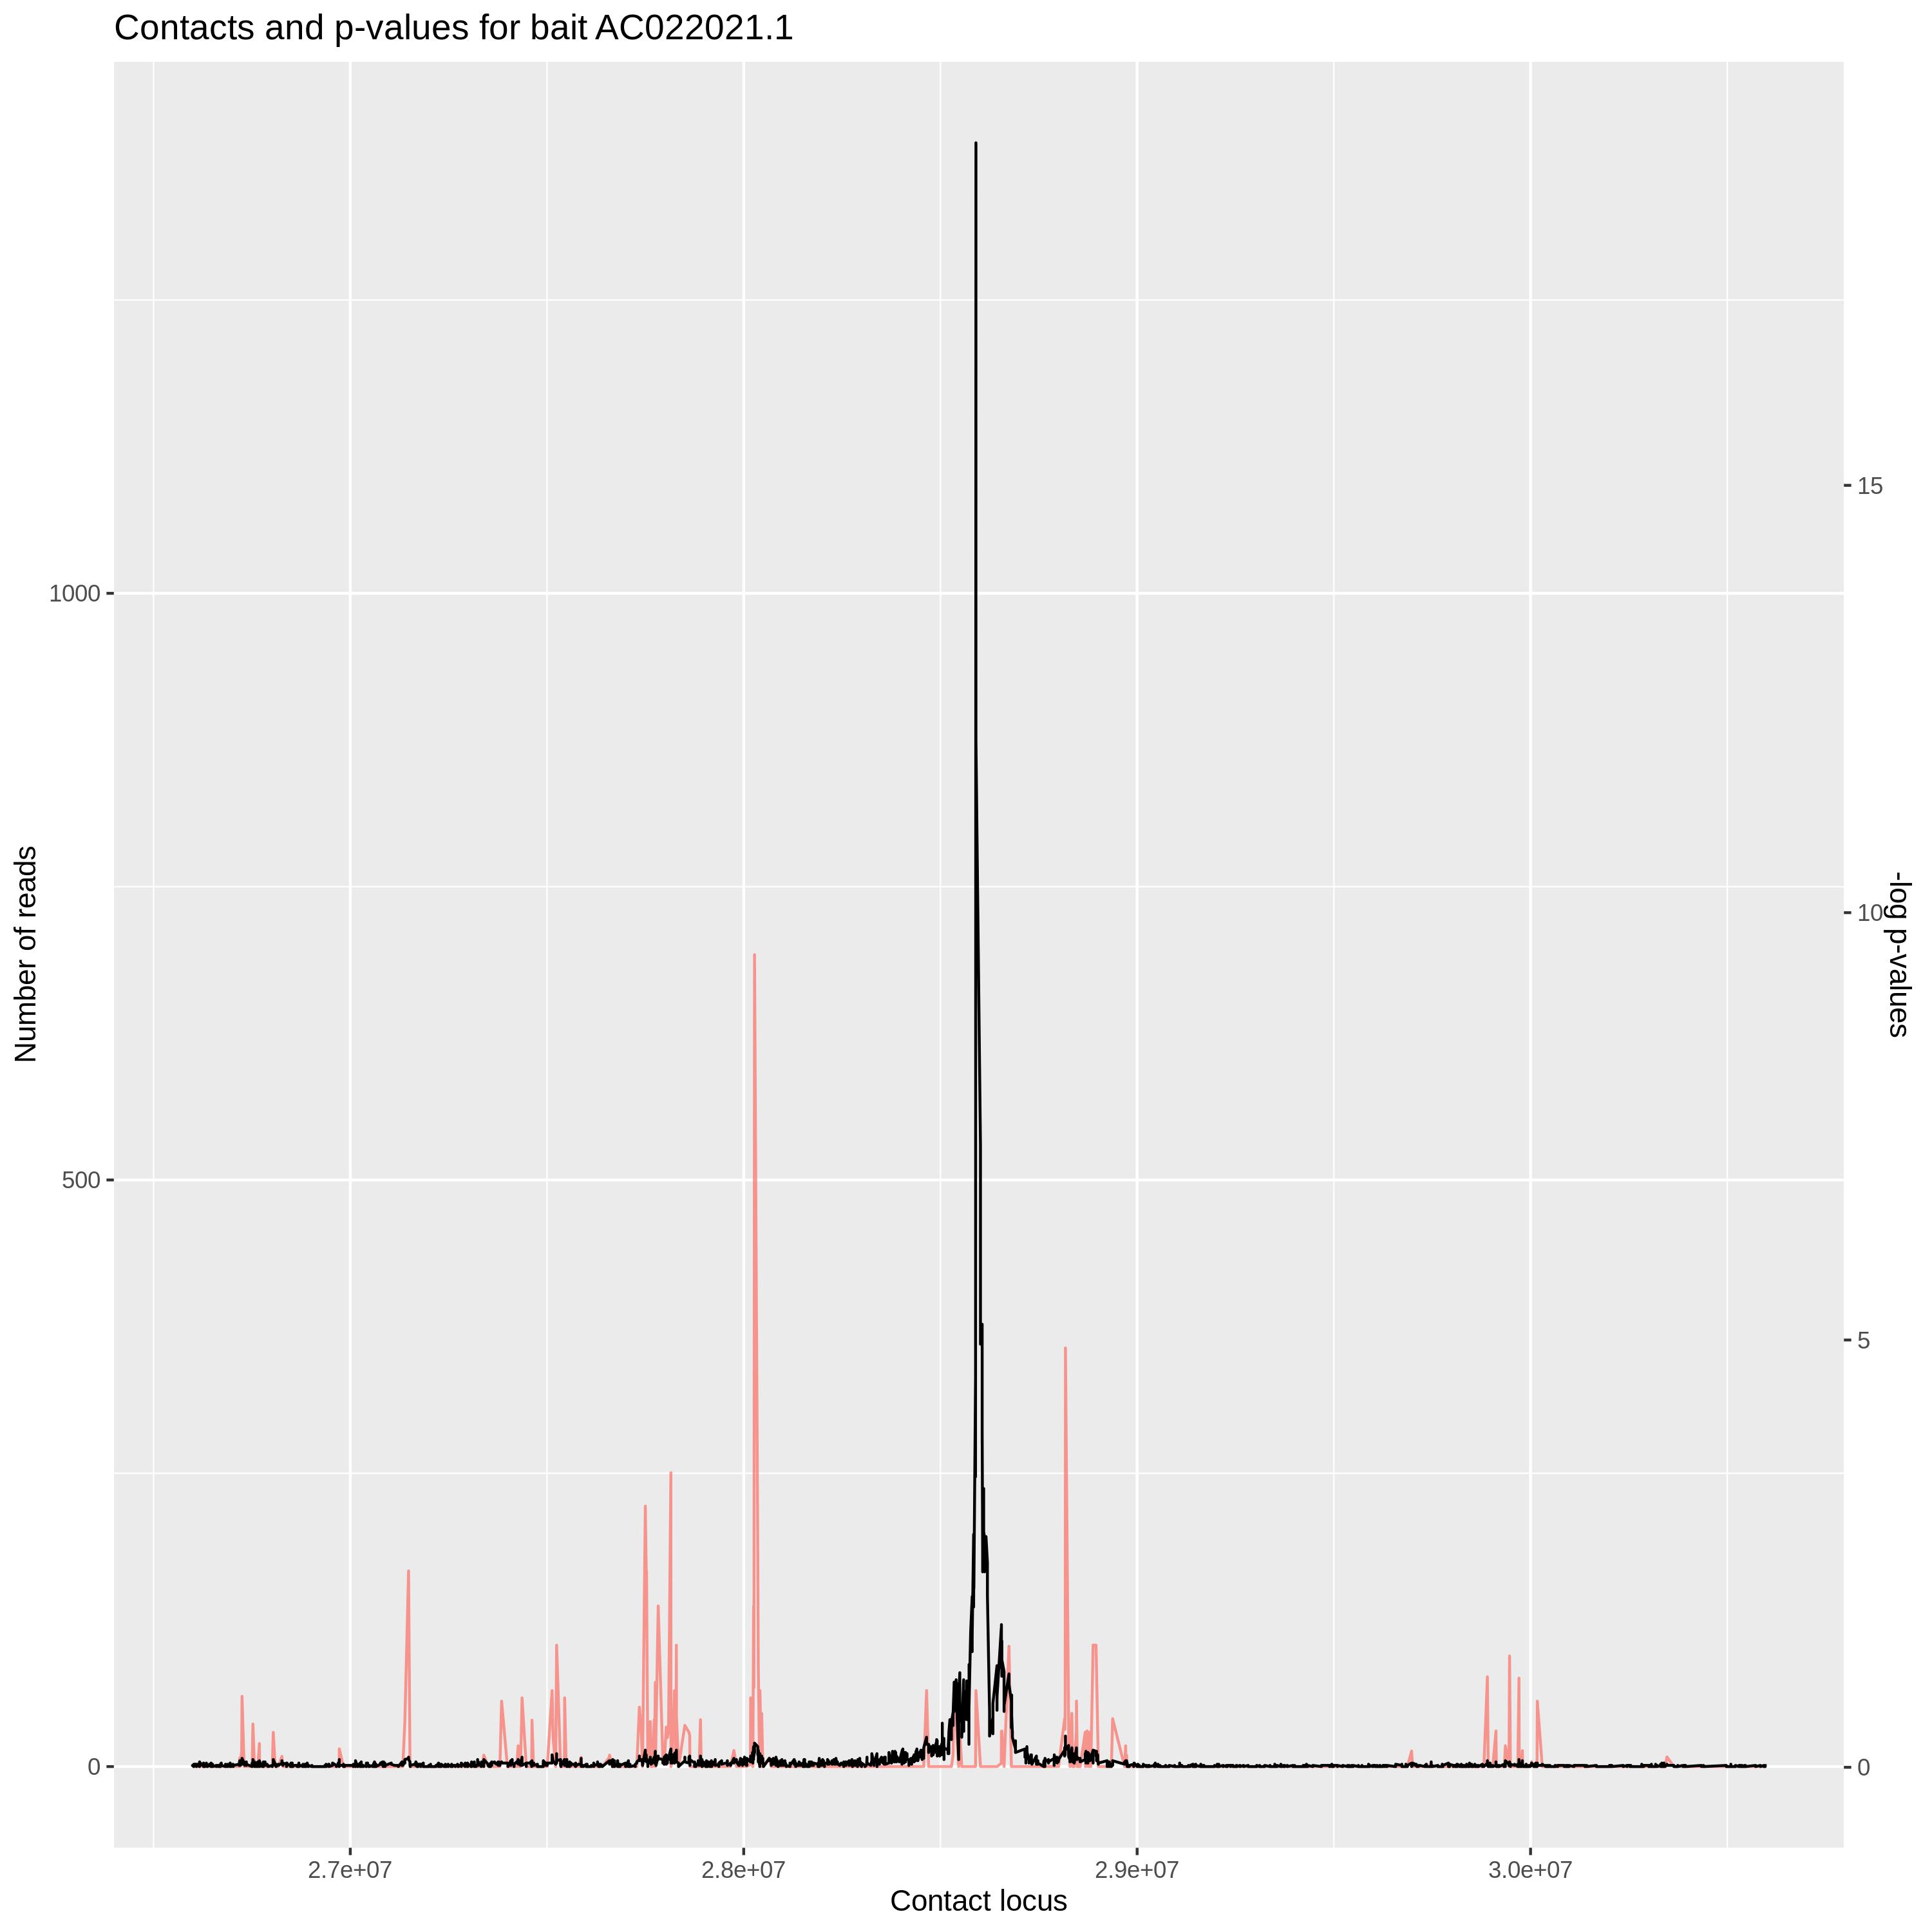 Contacts and p-values for bait AC022021.1
Number of reads
1000
500
0
15
10
5
0
-log p-values
2.7e+07
2.8e+07
2.9e+07
3.0e+07
Contact locus